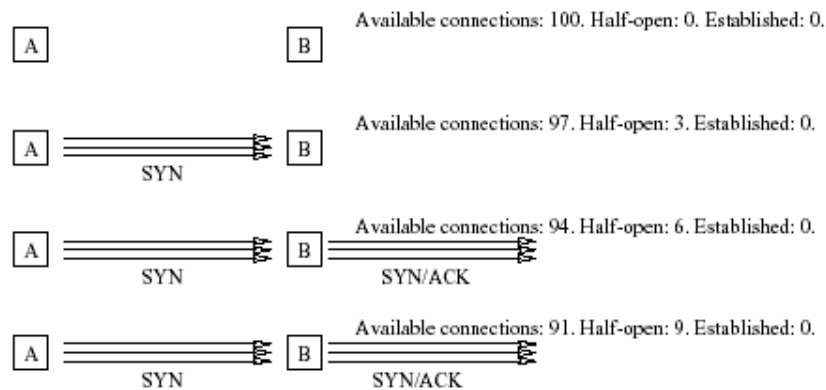 Available connections: 100. Half-open: 0. Established: 0.
A B
Available connections: 97. Half-open: 3. Established: 0.
A B
SYN
Available connections: 94. Half-open: 6. Established: 0.
A B
SYN SYN/ACK
Available connections: 91. Half-open: 9. Established: 0.
A B
SYN SYN/ACK